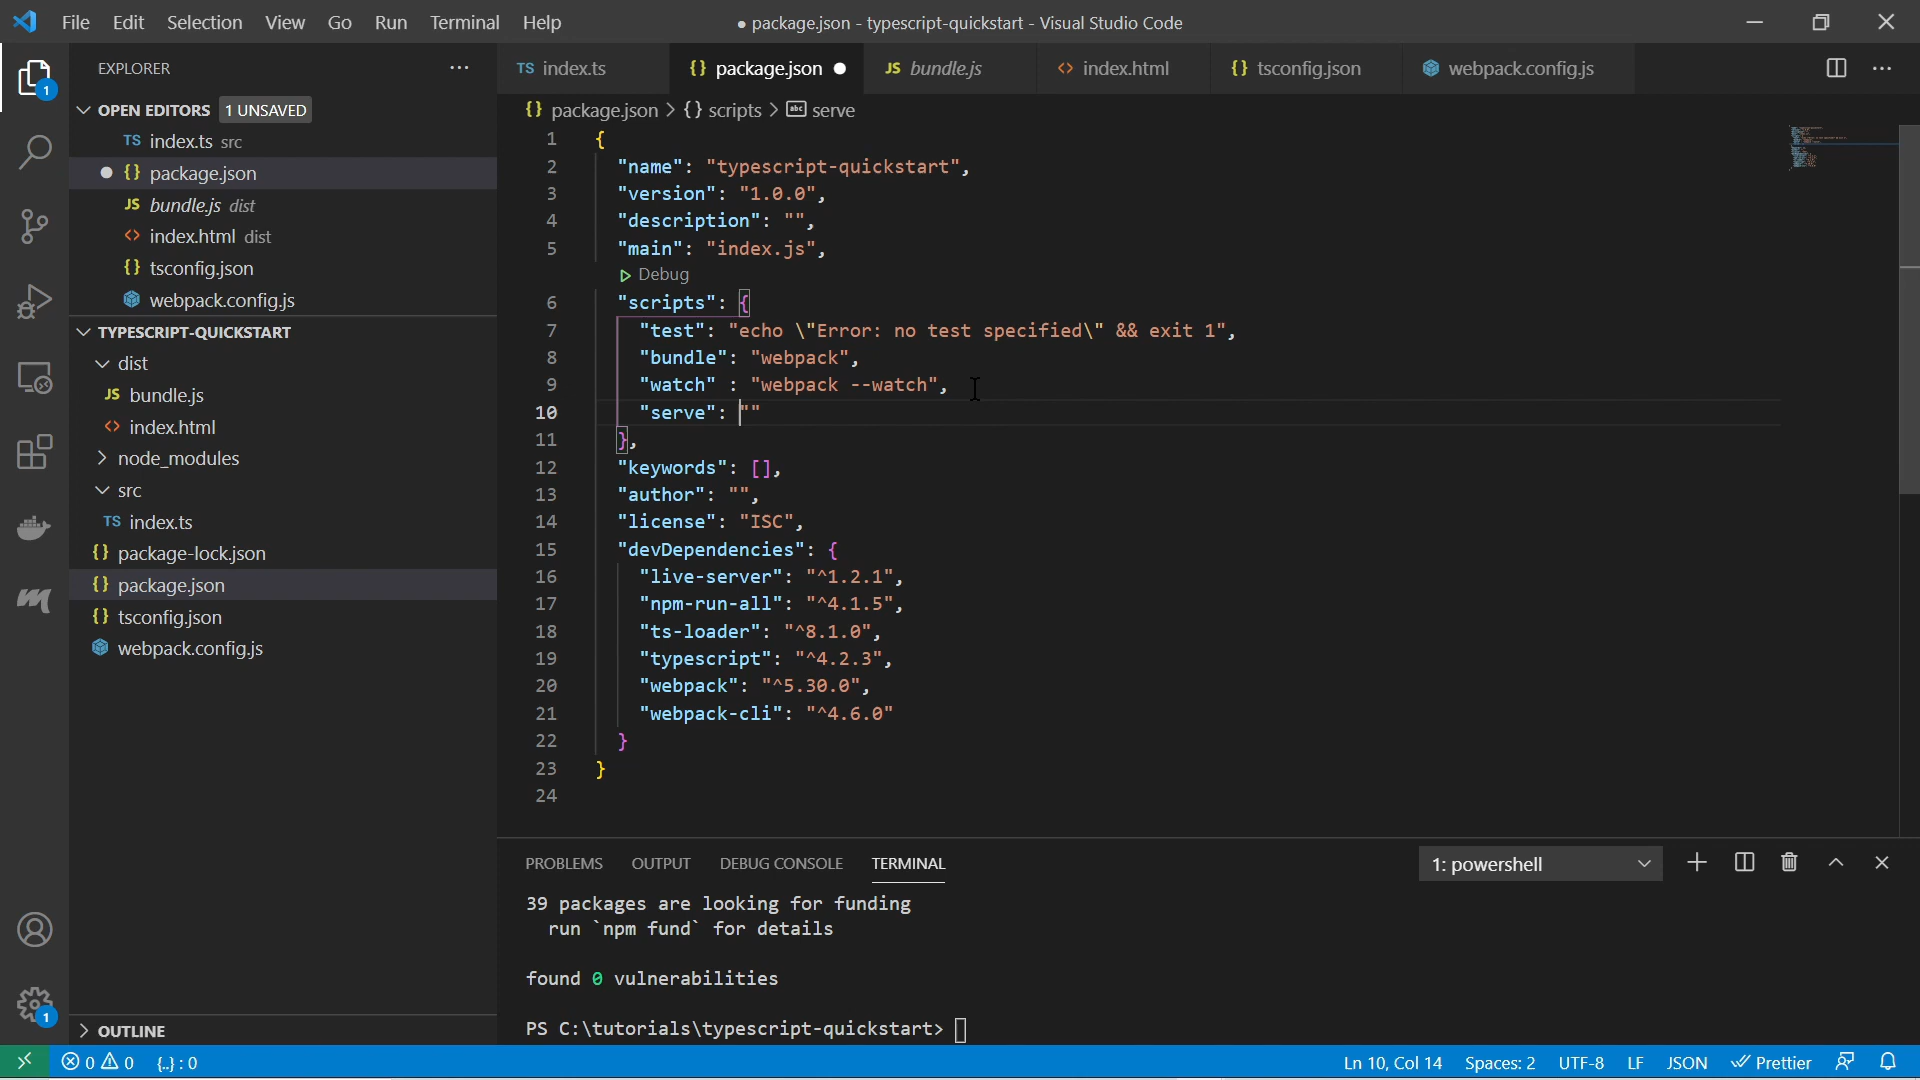 File Edit Selection View Go Run Terminal Help
● package.json - typescript-quickstart - Visual Studio Code
EXPLORER
OPEN EDITORS 1 UNSAVED
TS index.ts src
{} package.json
JS bundle.js dist
<> index.html dist
{} tsconfig.json
webpack.config.js
TYPESCRIPT-QUICKSTART
dist
JS bundle.js
<> index.html
node_modules
src
TS index.ts
{} package-lock.json
{} package.json
{} tsconfig.json
webpack.config.js
OUTLINE
1
1
TS index.ts {} package.json ● JS bundle.js <> index.html {} tsconfig.json webpack.config.js
{} package.json > {} scripts > abc serve
1 {
2 "name": "typescript-quickstart",
3 "version": "1.0.0",
4 "description": "",
5 "main": "index.js",
Debug
6 "scripts": {
7 "test": "echo \"Error: no test specified\" && exit 1",
8 "bundle": "webpack",
9 "watch" : "webpack --watch",
10 "serve": ""
11 },
12 "keywords": [],
13 "author": "",
14 "license": "ISC",
15 "devDependencies": {
16 "live-server": "^1.2.1",
17 "npm-run-all": "^4.1.5",
18 "ts-loader": "^8.1.0",
19 "typescript": "^4.2.3",
20 "webpack": "^5.30.0",
21 "webpack-cli": "^4.6.0"
22 }
23 }
24
PROBLEMS OUTPUT DEBUG CONSOLE TERMINAL 1: powershell
39 packages are looking for funding
run `npm fund` for details
found 0 vulnerabilities
PS C:\tutorials\typescript-quickstart>
0 0 {..} : 0 Ln 10, Col 14 Spaces: 2 UTF-8 LF JSON Prettier